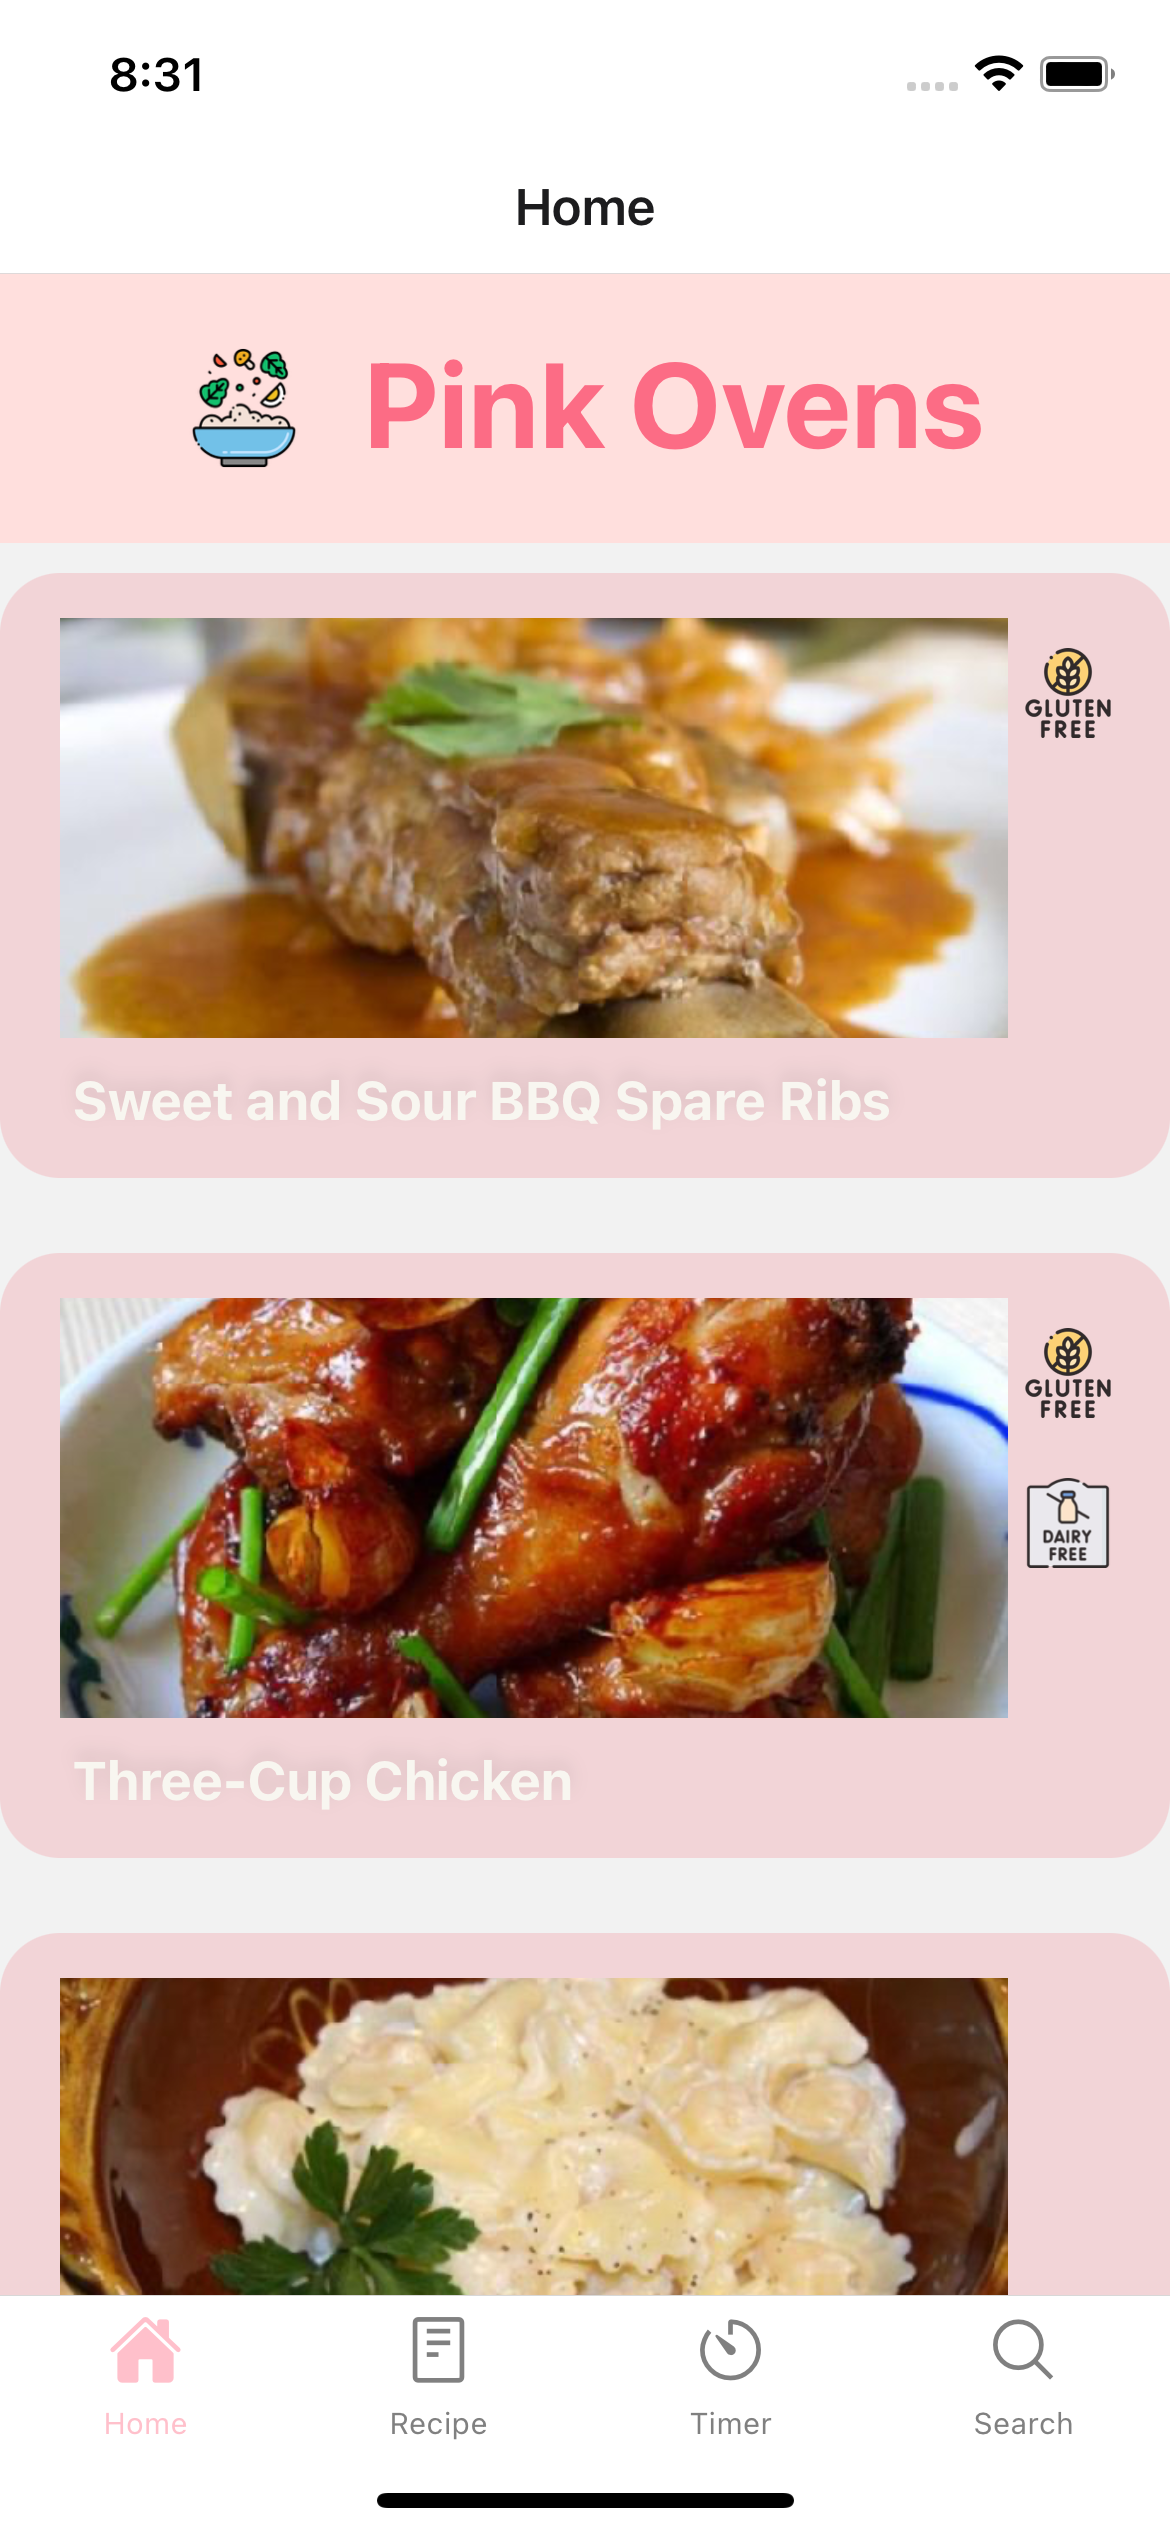 8:31
Home
Pink Ovens
GLUTEN
FREE
Sweet and Sour BBQ Spare Ribs
GLUTEN
FREE
DAIRY
FREE
Three-Cup Chicken
Home
Recipe
Timer
Search